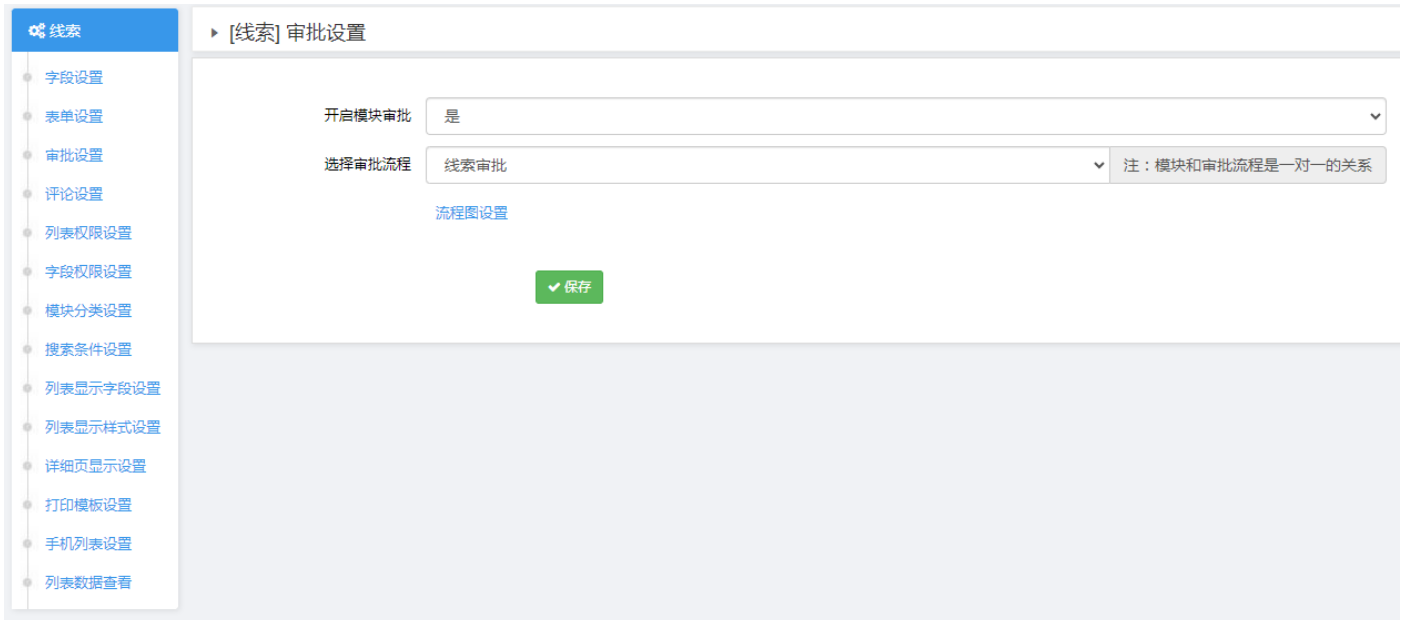 线索
字段设置
表单设置
审批设置
评论设置
列表权限设置
字段权限设置
模块分类设置
搜索条件设置
列表显示字段设置
列表显示样式设置
详细页显示设置
打印模板设置
手机列表设置
列表数据查看
[线索] 审批设置
开启模块审批 是
选择审批流程 线索审批 注：模块和审批流程是一对一的关系
流程图设置
保存